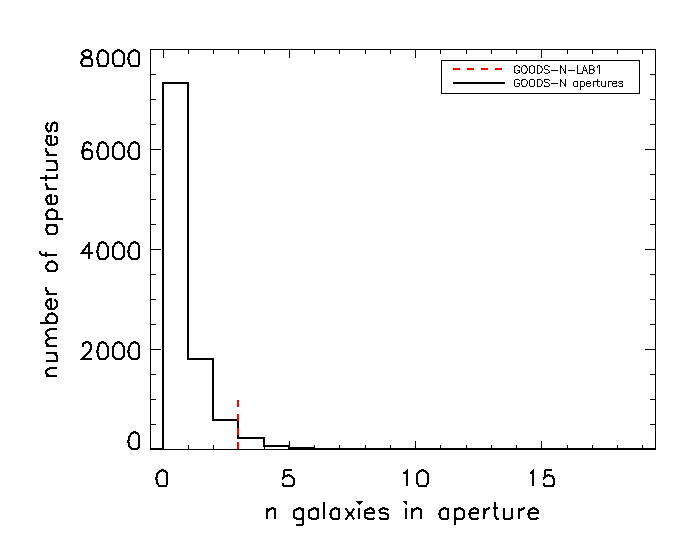 8000
6000
4000
2000
0
number of apertures
GOODS-N-LAB1
GOODS-N apertures
0 5 10 15
n galaxies in aperture